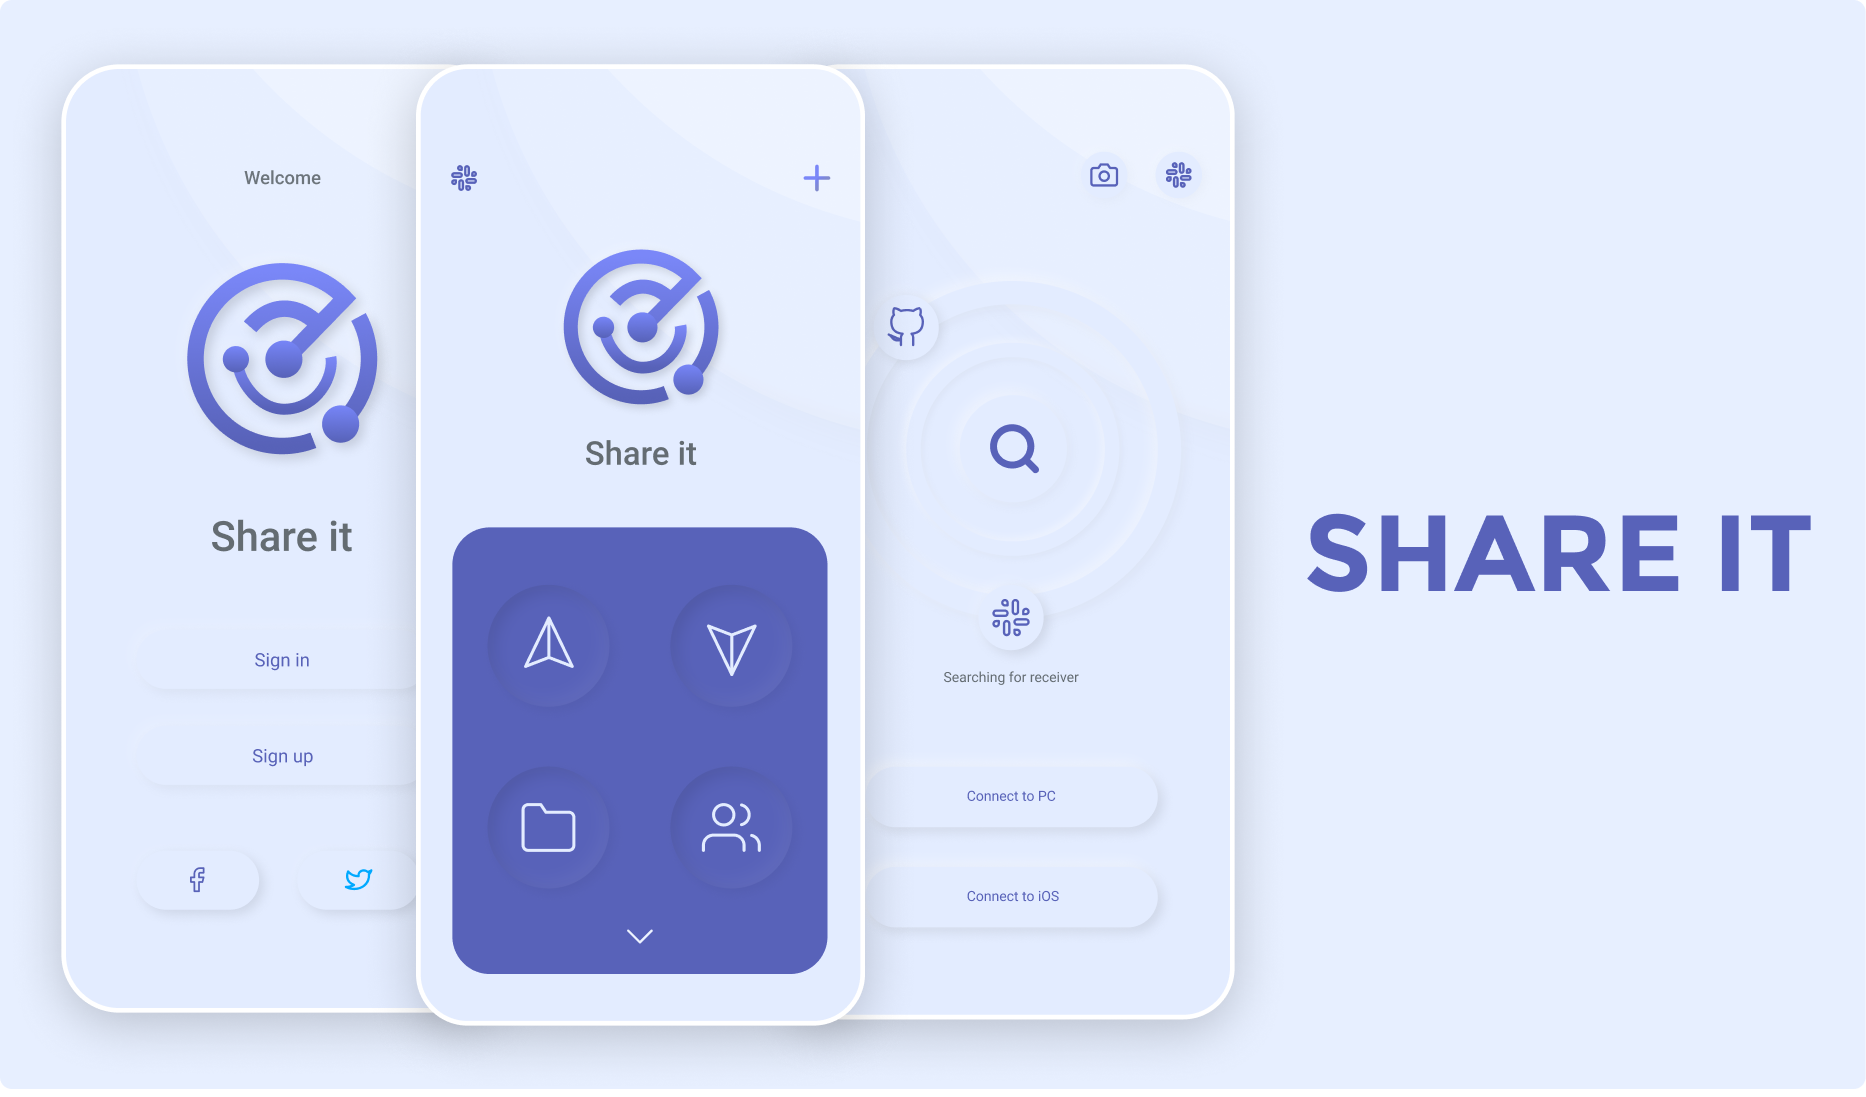 Welcome
Share it
Sign in
Sign up
Share it
Searching for receiver
Connect to PC
Connect to iOS
SHARE IT